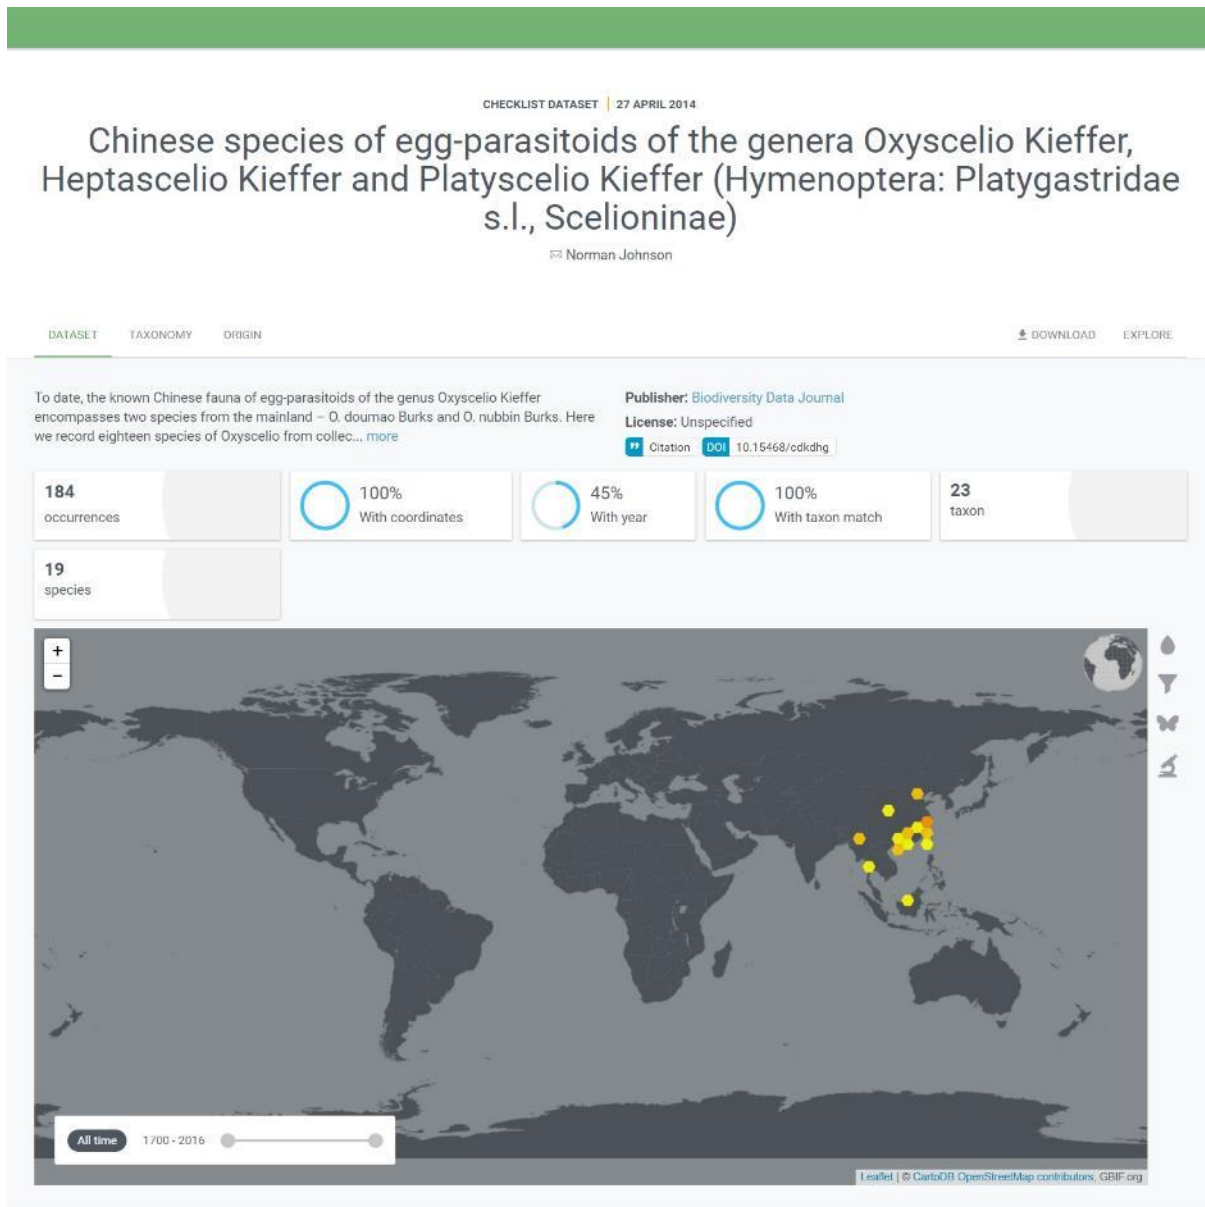 CHECKLIST DATASET | 27 APRIL 2014
Chinese species of egg-parasitoids of the genera Oxyscelio Kieffer,
Heptascelio Kieffer and Platyscelio Kieffer (Hymenoptera: Platygastridae
s.l., Scelioninae)
Norman Johnson
DATASET TAXONOMY ORIGIN DOWNLOAD EXPLORE
To date, the known Chinese fauna of egg-parasitoids of the genus Oxyscelio Kieffer
encompasses two species from the mainland – O. doumao Burks and O. nubbin Burks. Here
we record eighteen species of Oxyscelio from collec... more
Publisher: Biodiversity Data Journal
License: Unspecified
Citation DOI 10.15468/cdkdhg
184
occurrences
100%
With coordinates
45%
With year
100%
With taxon match
23
taxon
19
species
+
−
All time 1700 - 2016
Leaflet | © CartoDB OpenStreetMap contributors, GBIF.org